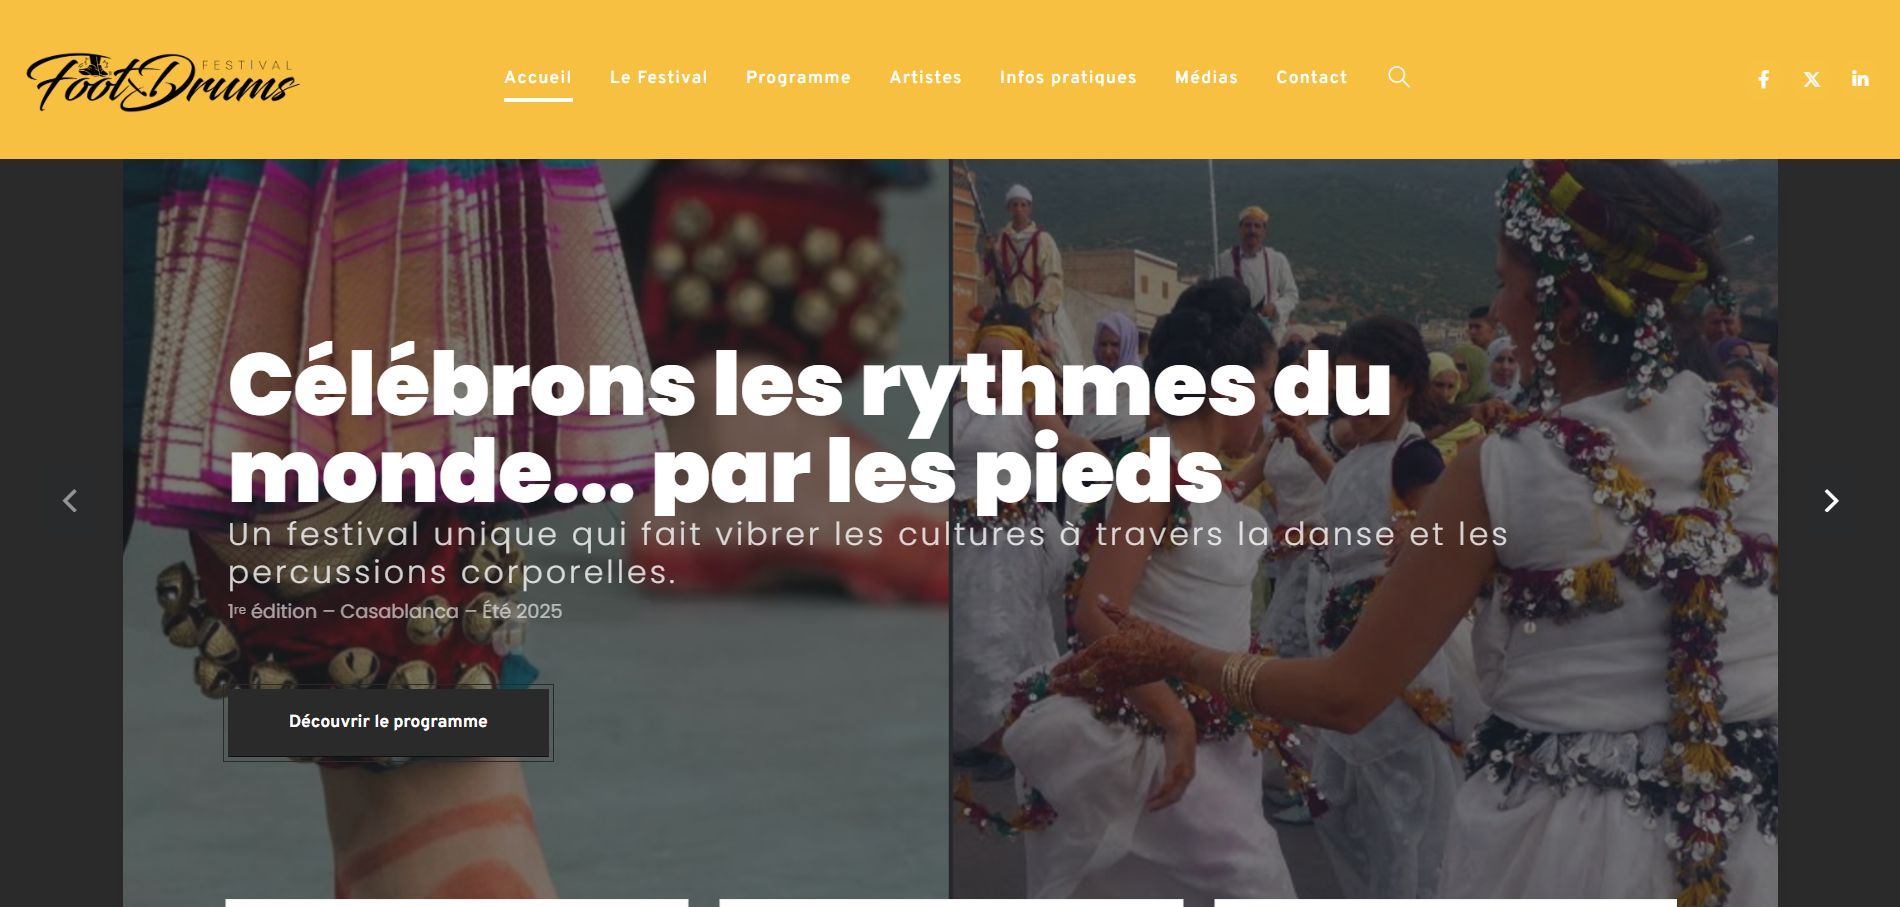 FESTIVAL
Foot Drums
Accueil Le Festival Programme Artistes Infos pratiques Médias Contact
Célébrons les rythmes du
monde... par les pieds
Un festival unique qui fait vibrer les cultures à travers la danse et les
percussions corporelles.
1re édition – Casablanca – Été 2025
Découvrir le programme